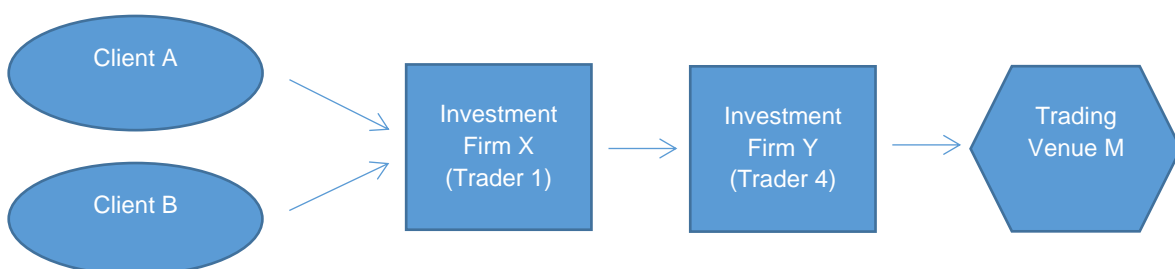 Client A
Client B
Investment
Firm X
(Trader 1)
Investment
Firm Y
(Trader 4)
Trading
Venue M